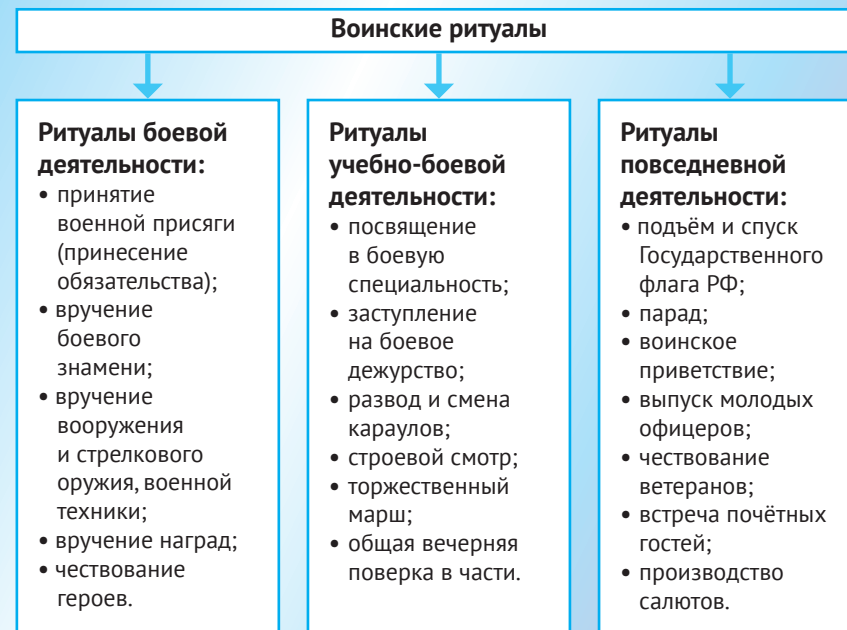 Воинские ритуалы
Ритуалы боевой
деятельности:
• принятие
военной присяги
(принесение
обязательства);
• вручение
боевого
знамени;
• вручение
вооружения
и стрелкового
оружия, военной
техники;
• вручение наград;
• чествование
героев.
Ритуалы
учебно-боевой
деятельности:
• посвящение
в боевую
специальность;
• заступление
на боевое
дежурство;
• развод и смена
караулов;
• строевой смотр;
• торжественный
марш;
• общая вечерняя
поверка в части.
Ритуалы
повседневной
деятельности:
• подъём и спуск
Государственного
флага РФ;
• парад;
• воинское
приветствие;
• выпуск молодых
офицеров;
• чествование
ветеранов;
• встреча почётных
гостей;
• производство
салютов.